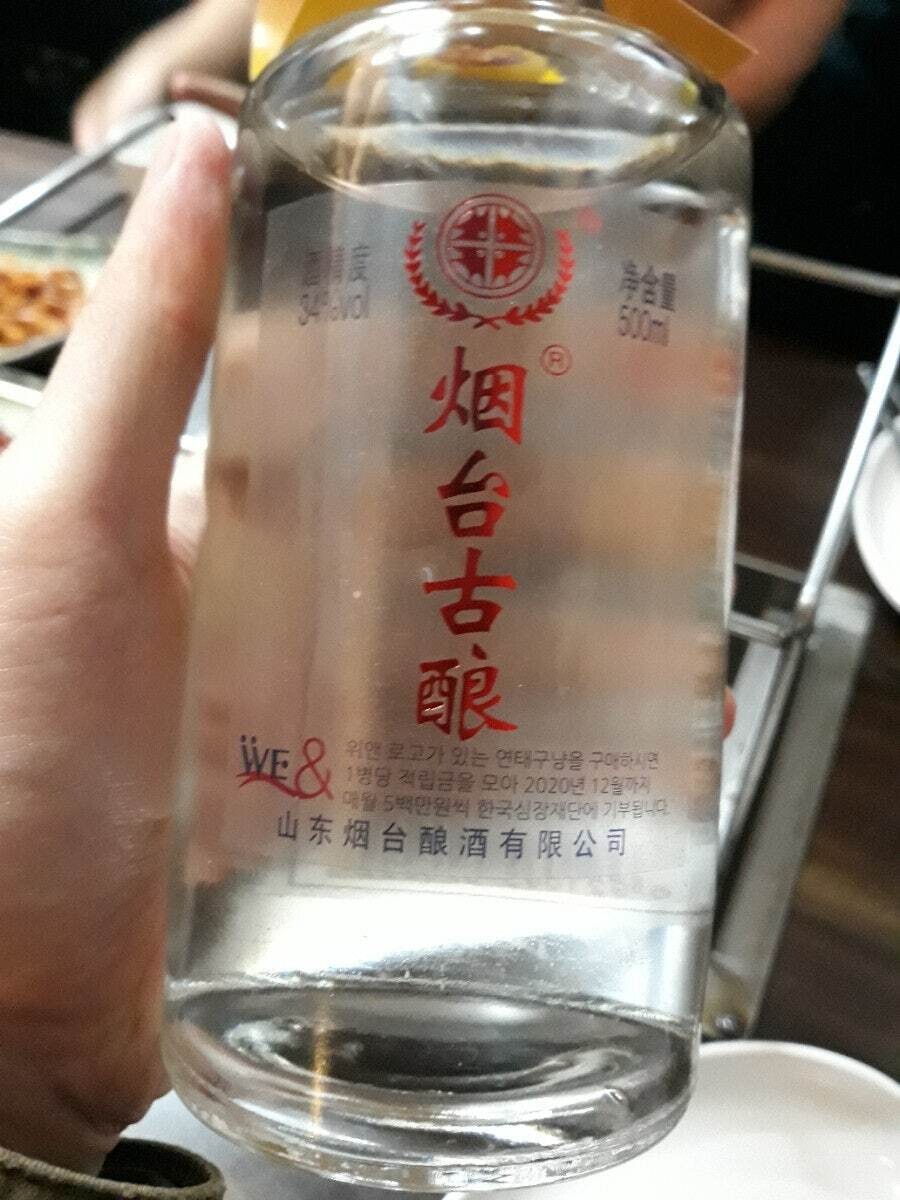 酒精度
34%vol
净含量
500ml
烟台古酿
®
WE&
위앤 로고가 있는 연태구냥을 구매하시면
1병당 적립금을 모아 2020년 12월까지
매월 5백만원씩 한국심장재단에 기부됩니다.
山东烟台酿酒有限公司